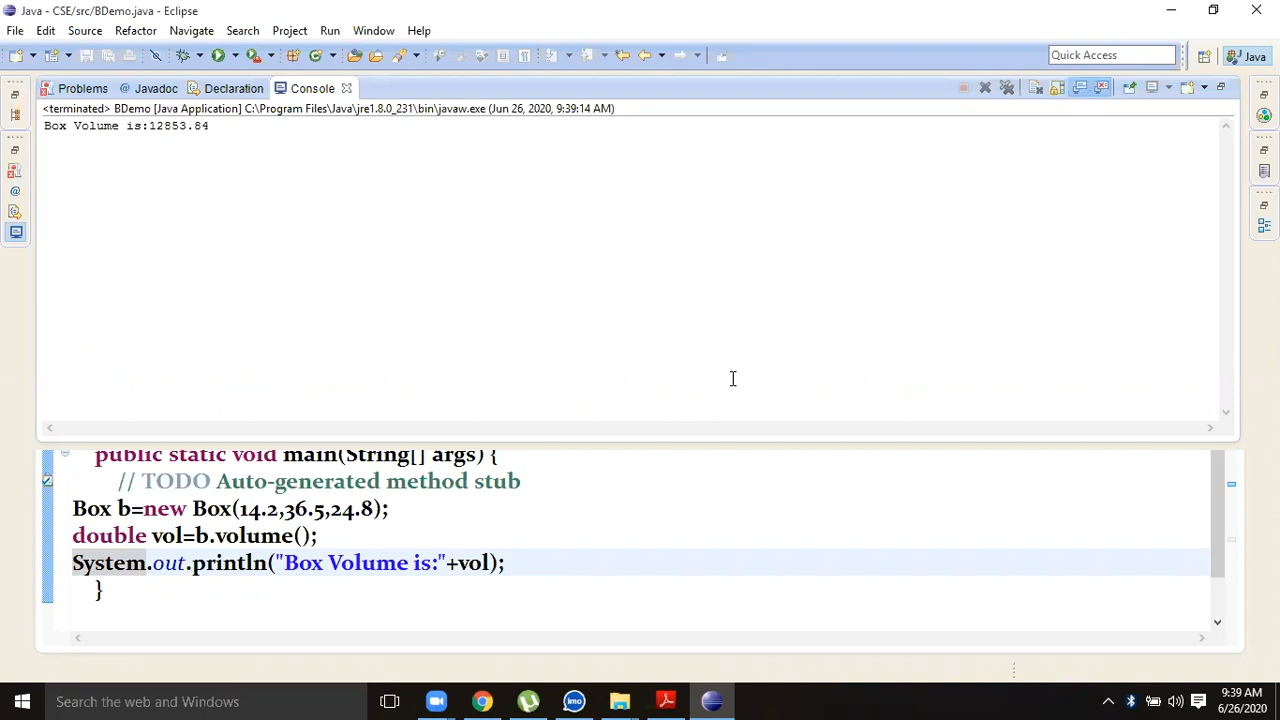 Java - CSE/src/BDemo.java - Eclipse
File Edit Source Refactor Navigate Search Project Run Window Help
Quick Access
Java
Problems @ Javadoc Declaration Console
<terminated> BDemo [Java Application] C:\Program Files\Java\jre1.8.0_231\bin\javaw.exe (Jun 26, 2020, 9:39:14 AM)
Box Volume is:12853.84
public static void main(String[] args) {
// TODO Auto-generated method stub
Box b=new Box(14.2,36.5,24.8);
double vol=b.volume();
System.out.println("Box Volume is:"+vol);
}
Search the web and Windows
imo
9:39 AM
6/26/2020